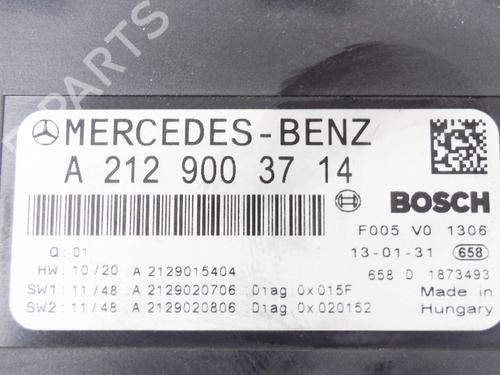 PARTS
MERCEDES-BENZ
A 212 900 37 14
BOSCH
F005 V0 1306
Q: 01
13-01-31 658
HW: 10/20 A 2129015404
658 D 1873493
SW1: 11/48 A 2129020706 Diag 0x015F
Made in
SW2: 11/48 A 2129020806 Diag 0x020152
Hungary